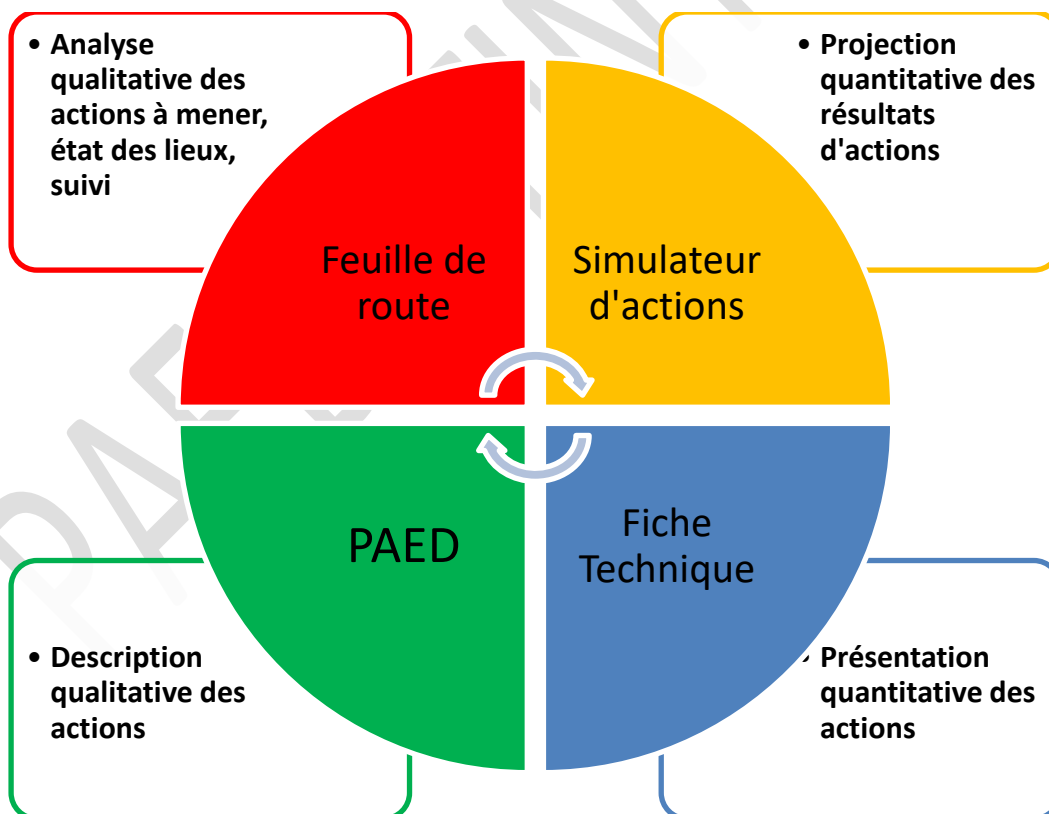 • Analyse
qualitative des
actions à mener,
état des lieux,
suivi
• Projection
quantitative des
résultats
d'actions
Feuille de
route
Simulateur
d'actions
PAED
Fiche
Technique
• Description
qualitative des
actions
• Présentation
quantitative des
actions